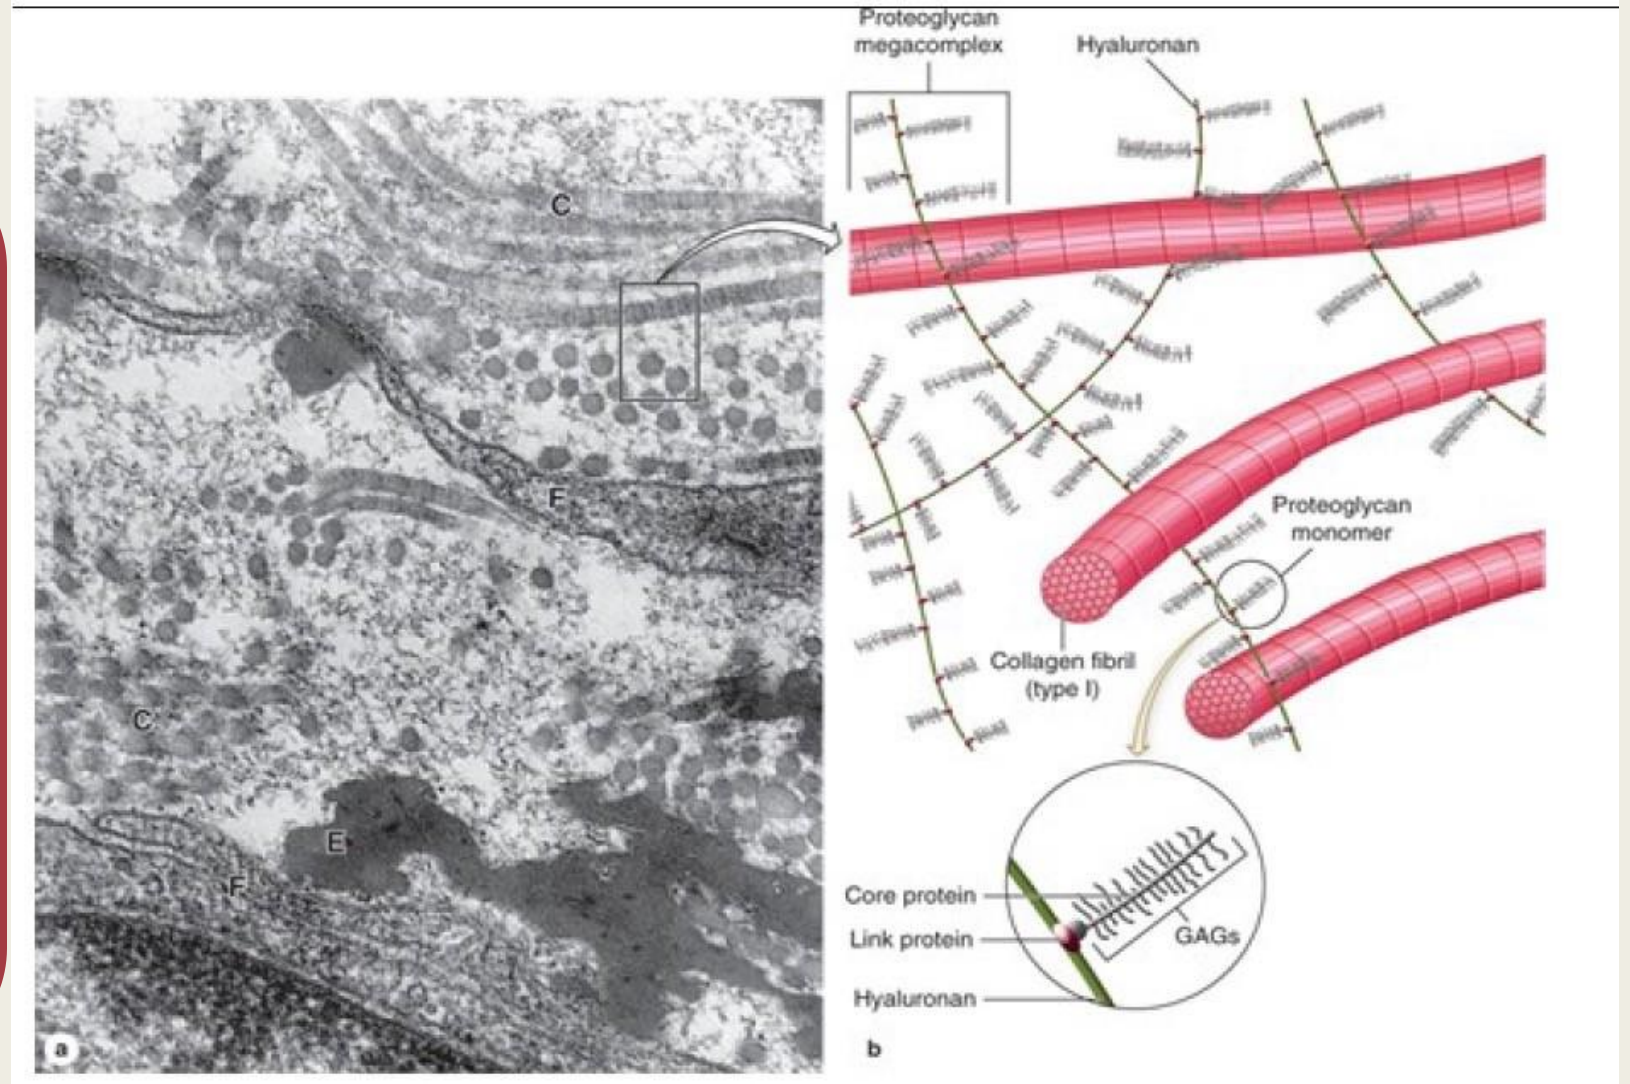 Proteoglycan
megacomplex
Hyaluronan
C
F
C
E
F
a
Proteoglycan
monomer
Collagen fibril
(type I)
Core protein
Link protein
GAGs
Hyaluronan
b